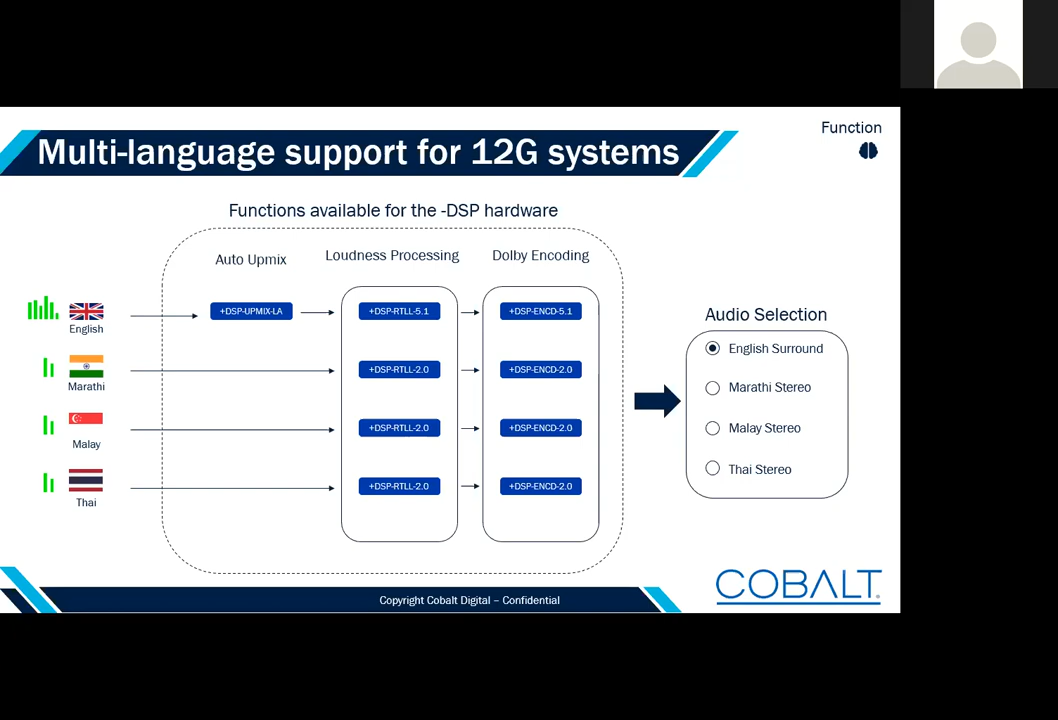 Function
Multi-language support for 12G systems
Functions available for the -DSP hardware
Auto Upmix
Loudness Processing
Dolby Encoding
English
+DSP-UPMIX-LA
+DSP-RTLL-5.1
+DSP-ENCD-5.1
Marathi
+DSP-RTLL-2.0
+DSP-ENCD-2.0
Malay
+DSP-RTLL-2.0
+DSP-ENCD-2.0
Thai
+DSP-RTLL-2.0
+DSP-ENCD-2.0
Audio Selection
English Surround
Marathi Stereo
Malay Stereo
Thai Stereo
Copyright Cobalt Digital – Confidential
COBALT